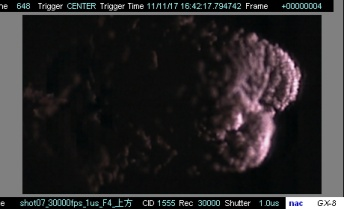 ne 648 Trigger CENTER Trigger Time 11/11/17 16:42:17.794742 Frame +00000004
e shot07_30000fps_1us_F4_上方 CID 1555 Rec 30000 Shutter 1.0us nac GX-8